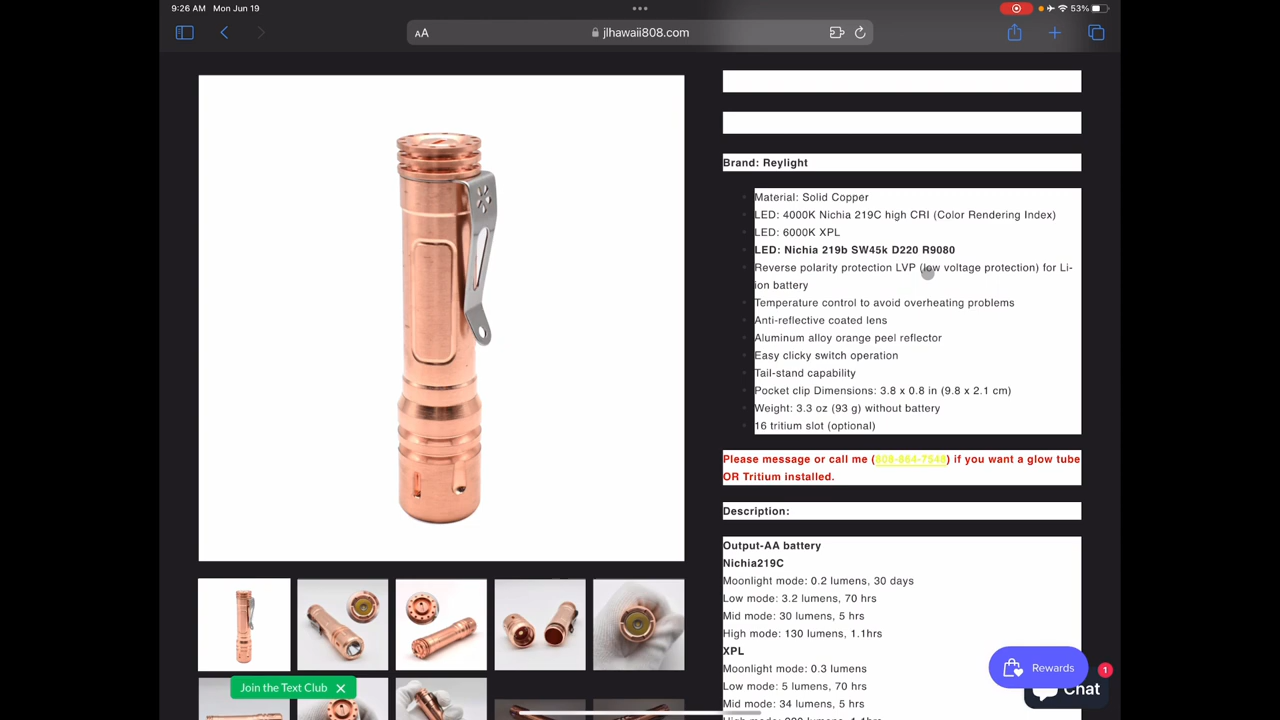 9:26 AM Mon Jun 19
53%
AA
jlhawaii808.com
Brand: Reylight
Material: Solid Copper
LED: 4000K Nichia 219C high CRI (Color Rendering Index)
LED: 6000K XPL
LED: Nichia 219b SW45k D220 R9080
Reverse polarity protection LVP (low voltage protection) for Li-
ion battery
Temperature control to avoid overheating problems
Anti-reflective coated lens
Aluminum alloy orange peel reflector
Easy clicky switch operation
Tail-stand capability
Pocket clip Dimensions: 3.8 x 0.8 in (9.8 x 2.1 cm)
Weight: 3.3 oz (93 g) without battery
16 tritium slot (optional)
Please message or call me (808-864-7546) if you want a glow tube
OR Tritium installed.
Description:
Output-AA battery
Nichia219C
Moonlight mode: 0.2 lumens, 30 days
Low mode: 3.2 lumens, 70 hrs
Mid mode: 30 lumens, 5 hrs
High mode: 130 lumens, 1.1hrs
XPL
Moonlight mode: 0.3 lumens
Low mode: 5 lumens, 70 hrs
Mid mode: 34 lumens, 5 hrs
Rewards
1
Chat
Join the Text Club